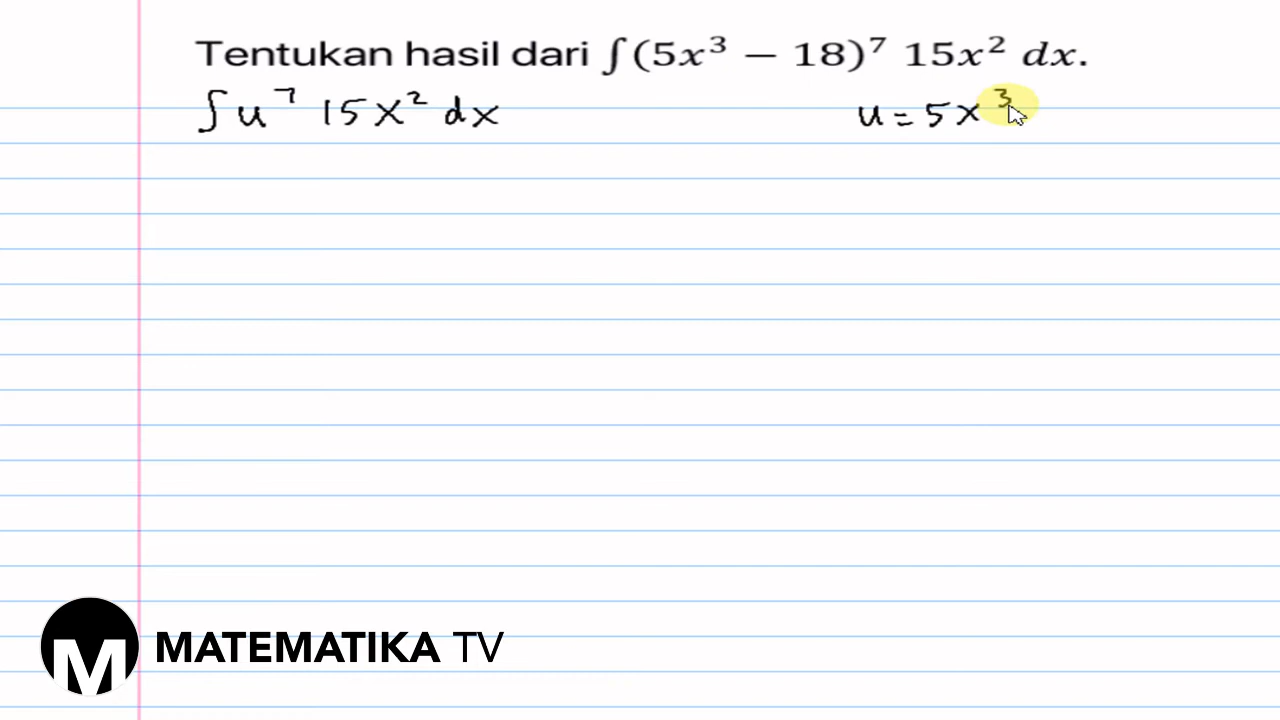 Tentukan hasil dari ∫(5x³ − 18)⁷ 15x² dx.
∫ u⁷ 15x² dx
u = 5x³
M MATEMATIKA TV